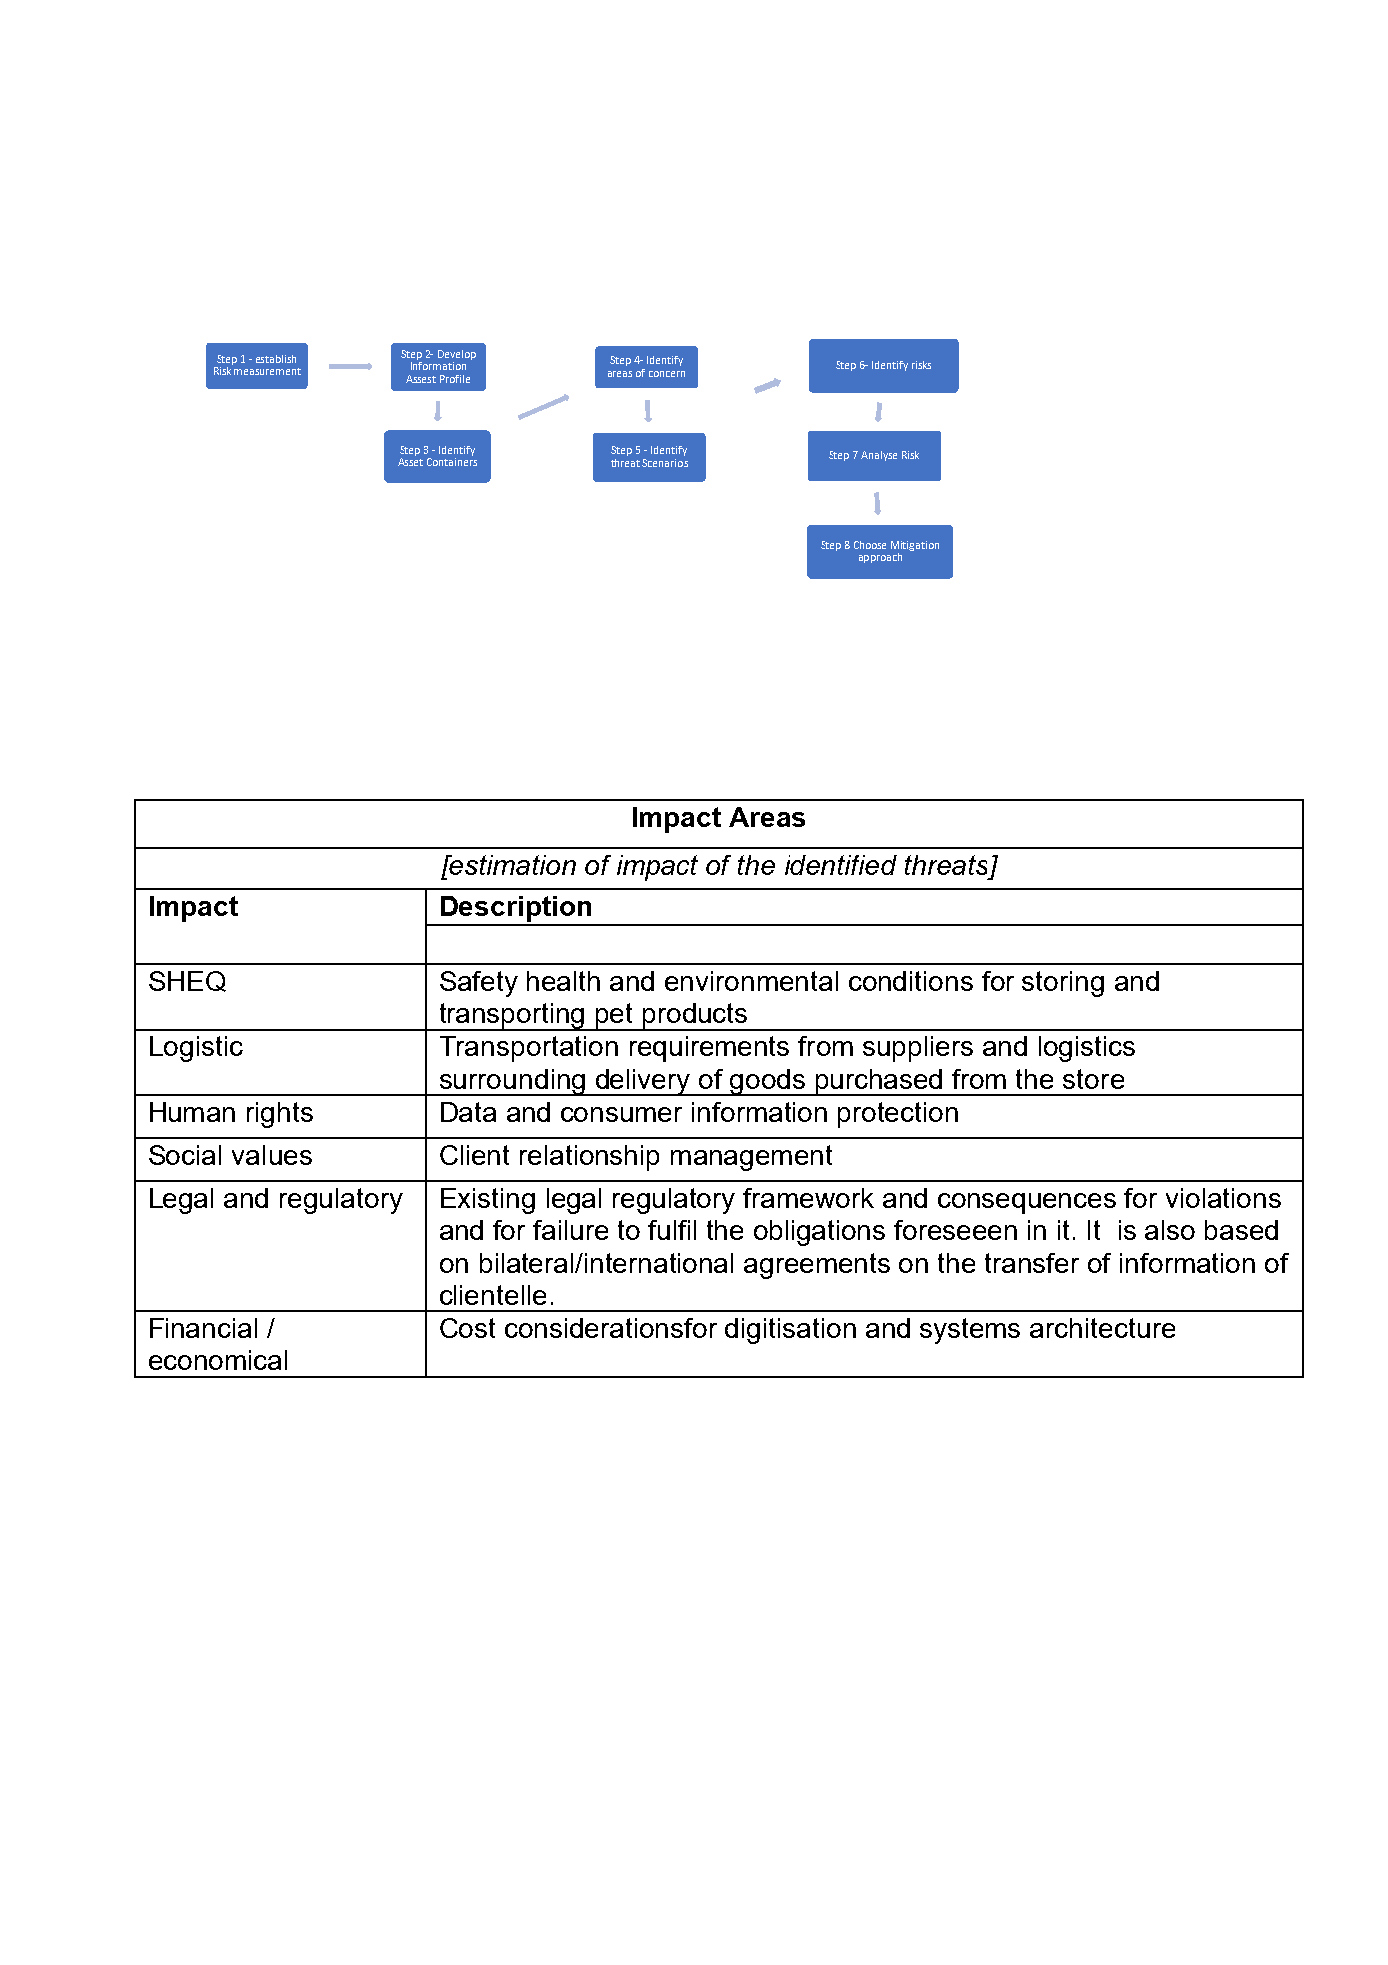 Step 1 - establish
Risk measurement
Step 2- Develop
Information
Assest Profile
Step 3 - Identify
Asset Containers
Step 4- Identify
areas of concern
Step 5 - Identify
threat Scenarios
Step 6- Identify risks
Step 7 Analyse Risk
Step 8 Choose Mitigation
approach
Impact Areas
[estimation of impact of the identified threats]
Impact
Description
SHEQ
Safety health and environmental conditions for storing and
transporting pet products
Logistic
Transportation requirements from suppliers and logistics
surrounding delivery of goods purchased from the store
Human rights
Data and consumer information protection
Social values
Client relationship management
Legal and regulatory
Existing legal regulatory framework and consequences for violations
and for failure to fulfil the obligations foreseeen in it. It  is also based
on bilateral/international agreements on the transfer of information of
clientelle.
Financial /
economical
Cost considerationsfor digitisation and systems architecture